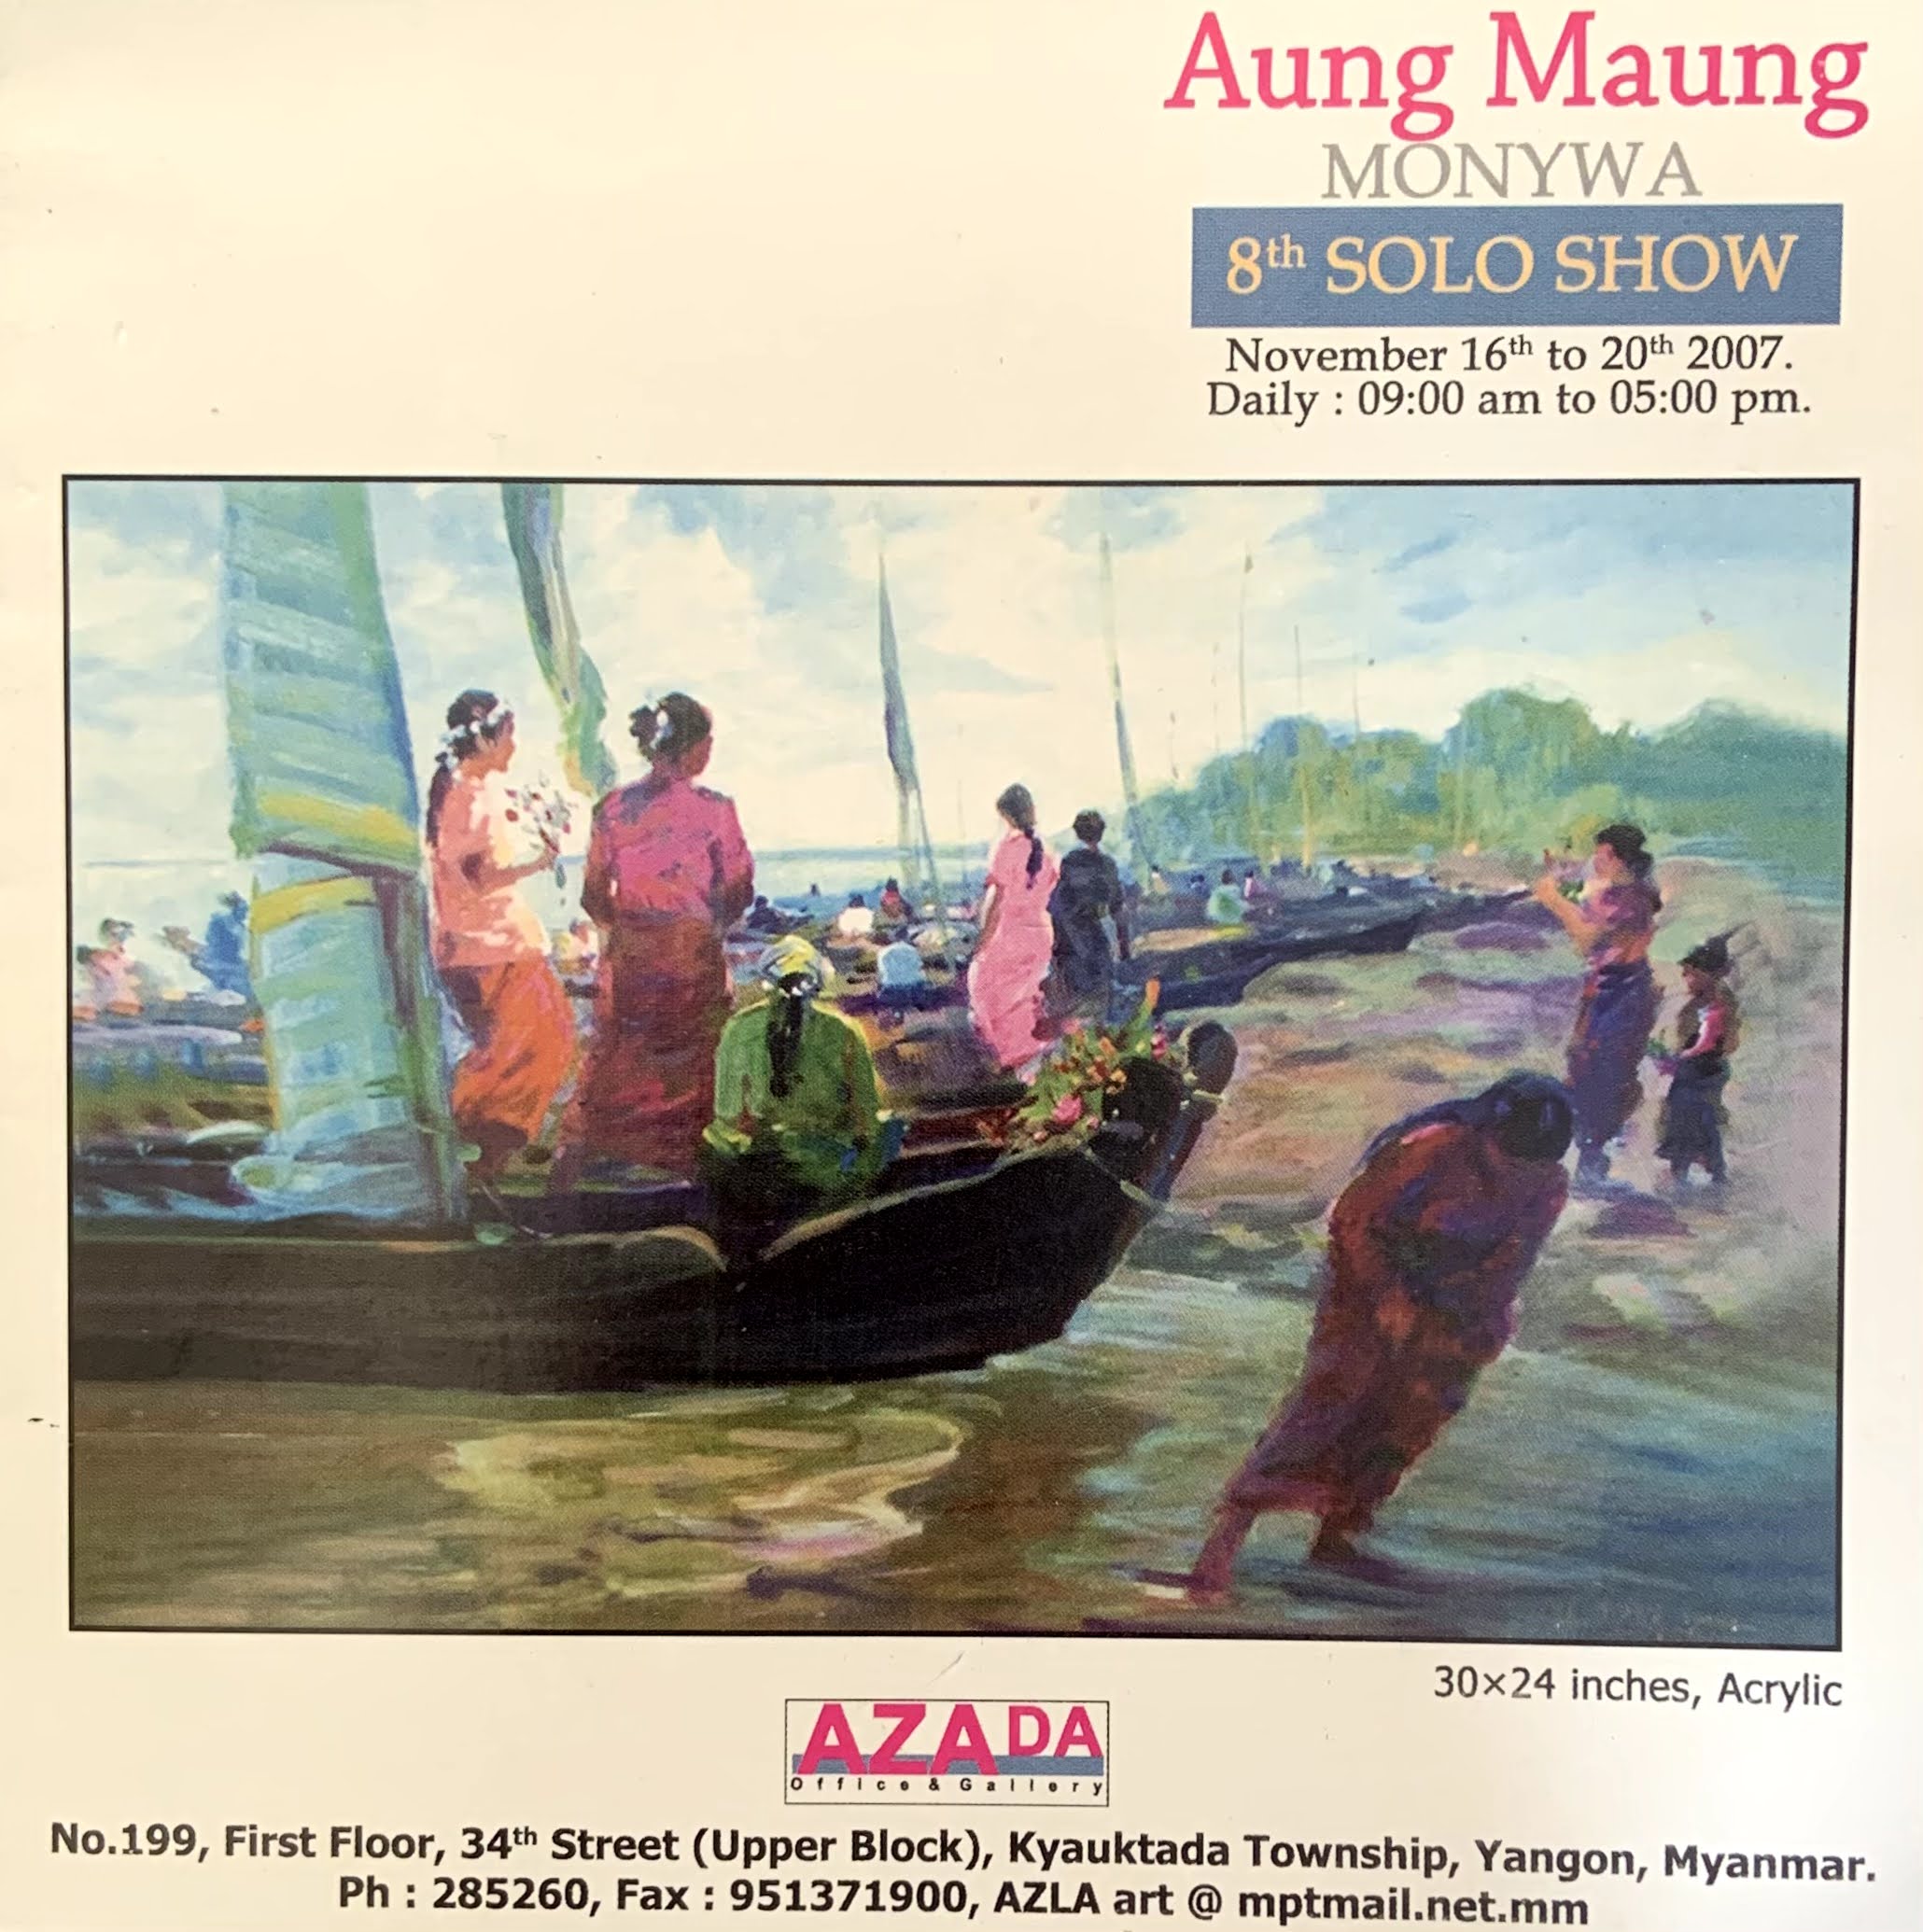 Aung Maung
MONYWA
8th SOLO SHOW
November 16th to 20th 2007.
Daily : 09:00 am to 05:00 pm.
30×24 inches, Acrylic
AZADA
Office & Gallery
No.199, First Floor, 34th Street (Upper Block), Kyauktada Township, Yangon, Myanmar.
Ph : 285260, Fax : 951371900, AZLA art @ mptmail.net.mm